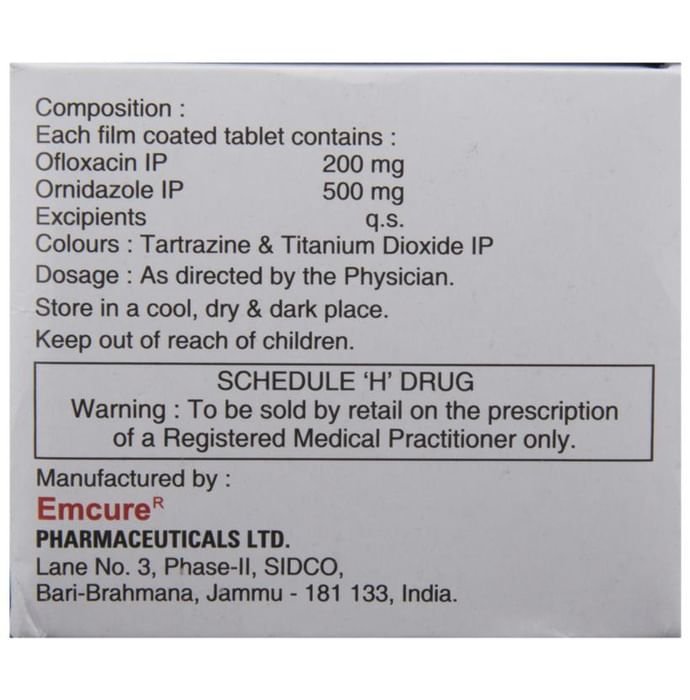 Composition :
Each film coated tablet contains :
Ofloxacin IP 200 mg
Ornidazole IP 500 mg
Excipients q.s.
Colours : Tartrazine & Titanium Dioxide IP
Dosage : As directed by the Physician.
Store in a cool, dry & dark place.
Keep out of reach of children.
SCHEDULE ‘H’ DRUG
Warning : To be sold by retail on the prescription
of a Registered Medical Practitioner only.
Manufactured by :
Emcureᴿ
PHARMACEUTICALS LTD.
Lane No. 3, Phase-II, SIDCO,
Bari-Brahmana, Jammu - 181 133, India.